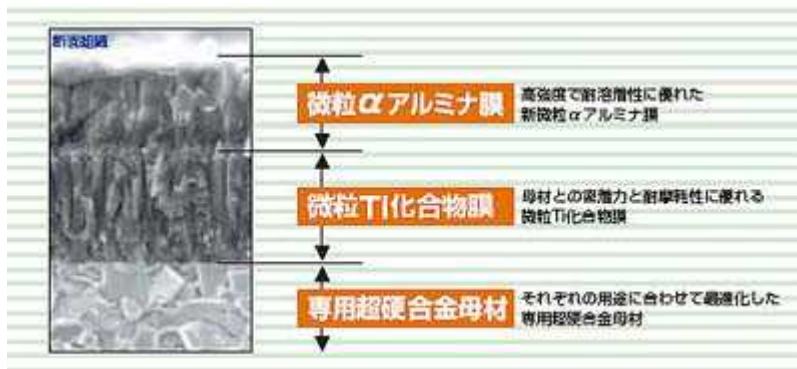 断面組織
微粒αアルミナ膜
高強度で耐溶着性に優れた
新微粒αアルミナ膜
微粒Ti化合物膜
母材との密着力と耐摩耗性に優れる
微粒Ti化合物膜
専用超硬合金母材
それぞれの用途に合わせて最適化した
専用超硬合金母材